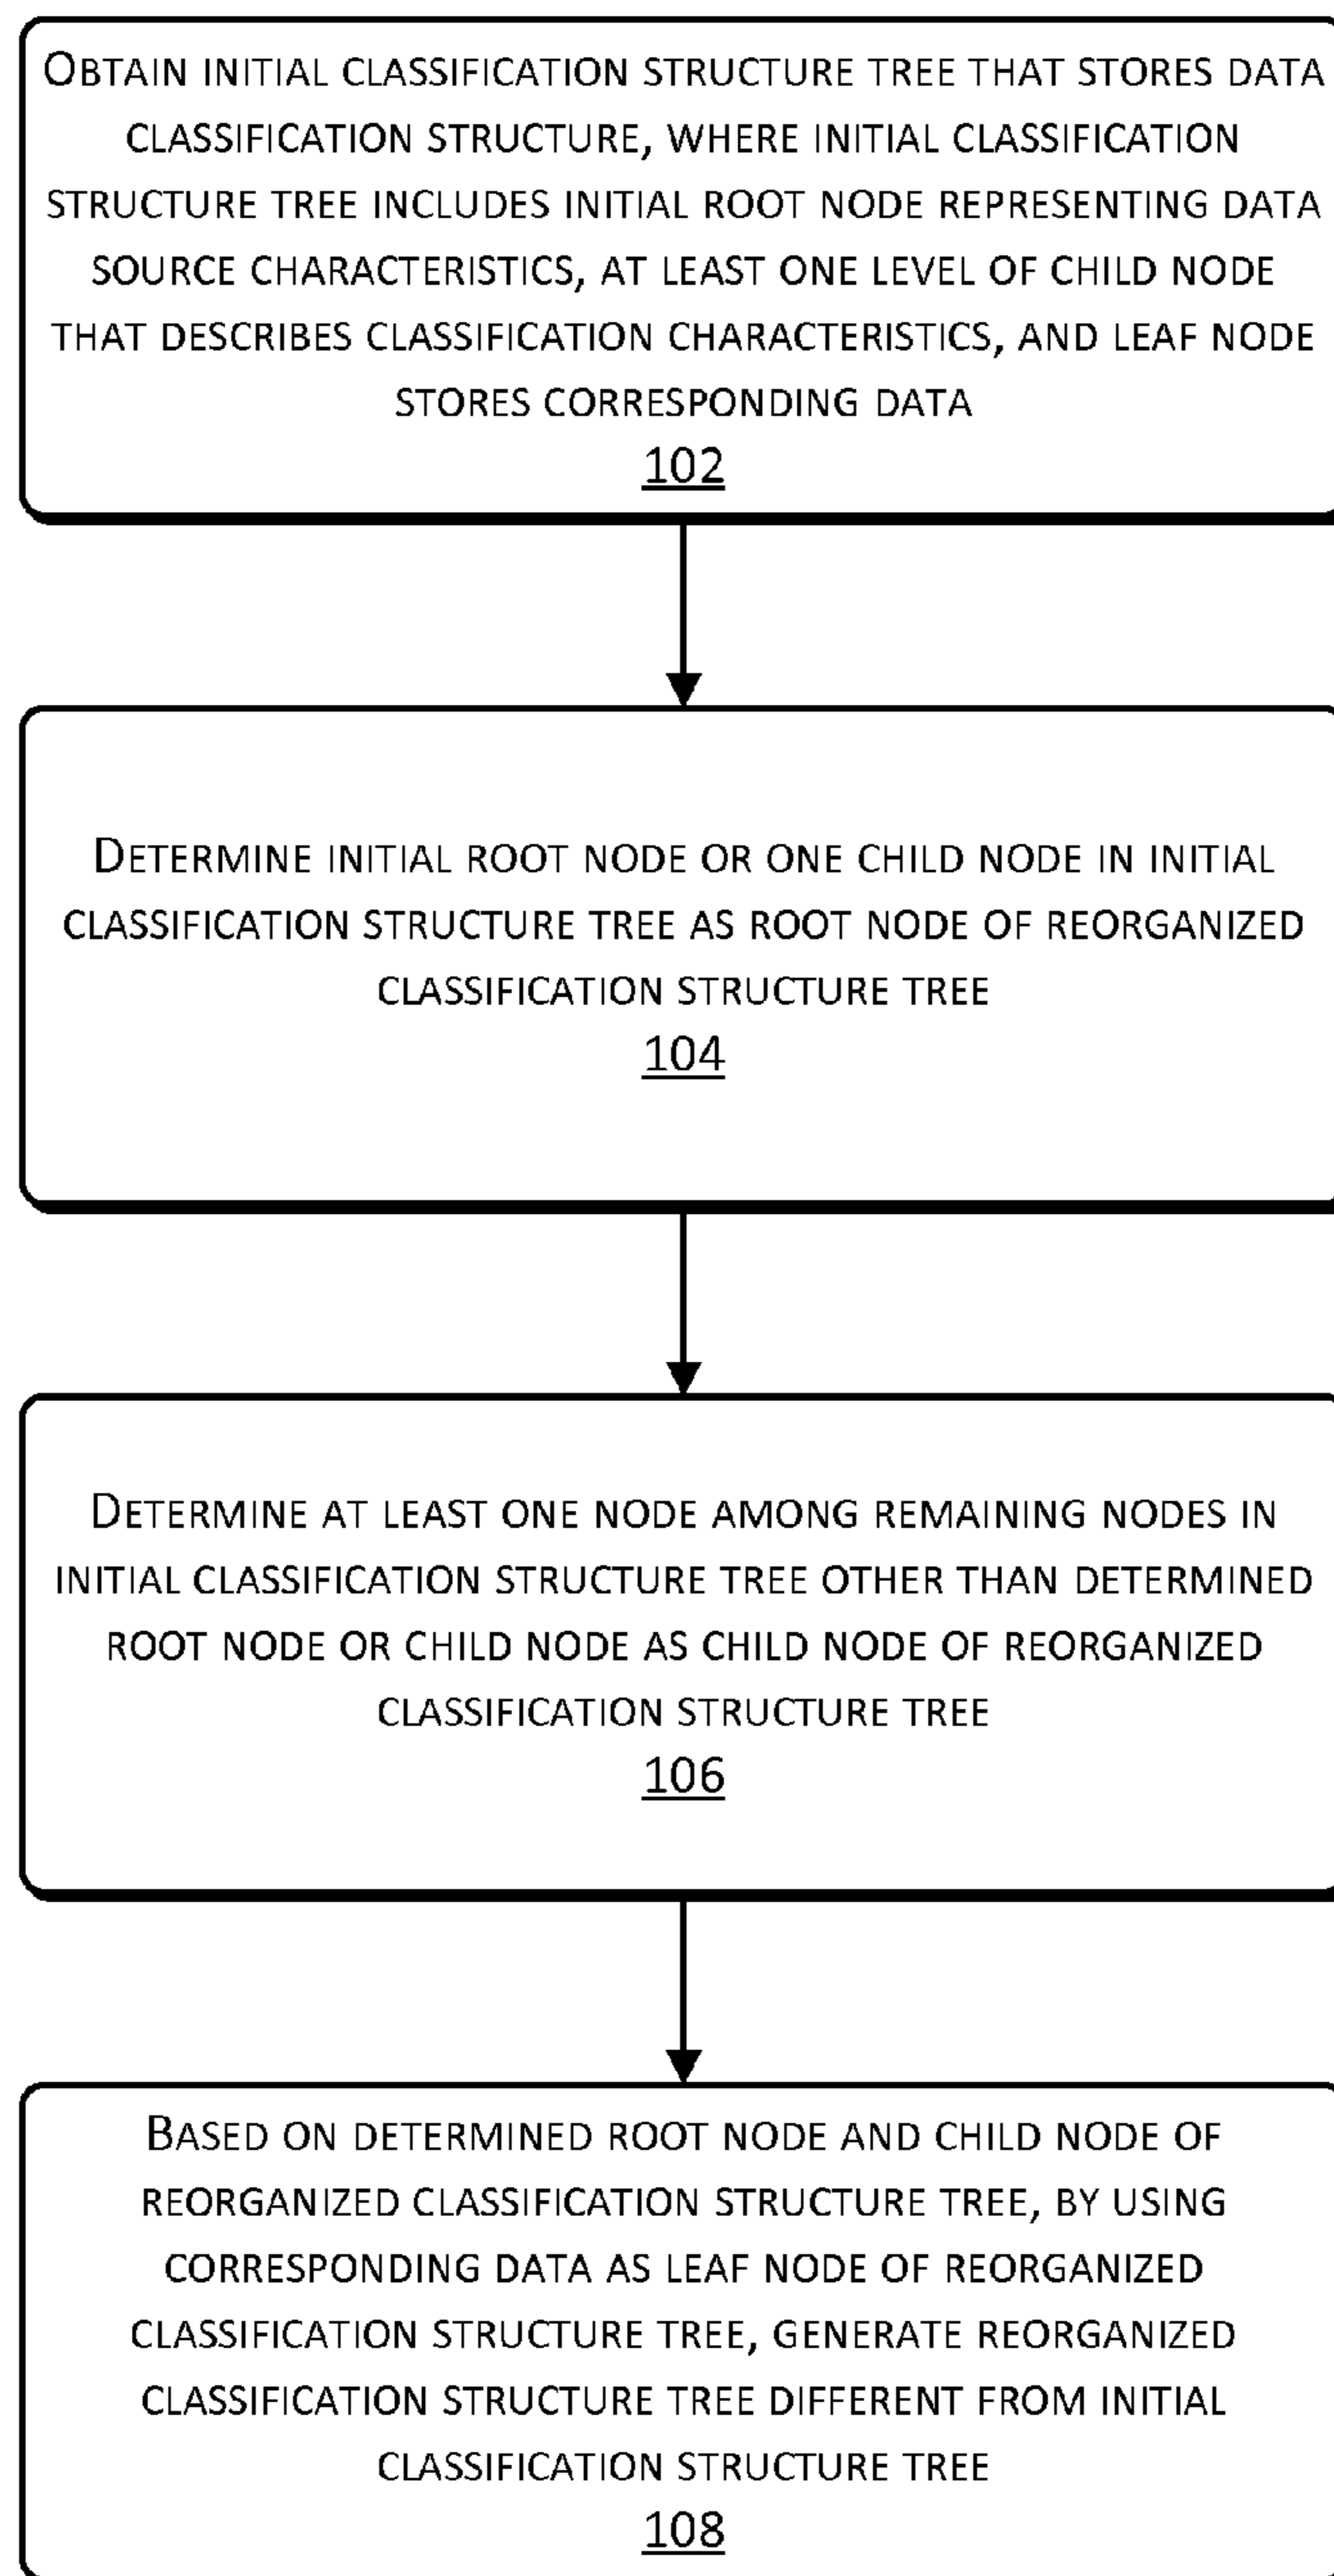 OBTAIN INITIAL CLASSIFICATION STRUCTURE TREE THAT STORES DATA
CLASSIFICATION STRUCTURE, WHERE INITIAL CLASSIFICATION
STRUCTURE TREE INCLUDES INITIAL ROOT NODE REPRESENTING DATA
SOURCE CHARACTERISTICS, AT LEAST ONE LEVEL OF CHILD NODE
THAT DESCRIBES CLASSIFICATION CHARACTERISTICS, AND LEAF NODE
STORES CORRESPONDING DATA
102
DETERMINE INITIAL ROOT NODE OR ONE CHILD NODE IN INITIAL
CLASSIFICATION STRUCTURE TREE AS ROOT NODE OF REORGANIZED
CLASSIFICATION STRUCTURE TREE
104
DETERMINE AT LEAST ONE NODE AMONG REMAINING NODES IN
INITIAL CLASSIFICATION STRUCTURE TREE OTHER THAN DETERMINED
ROOT NODE OR CHILD NODE AS CHILD NODE OF REORGANIZED
CLASSIFICATION STRUCTURE TREE
106
BASED ON DETERMINED ROOT NODE AND CHILD NODE OF
REORGANIZED CLASSIFICATION STRUCTURE TREE, BY USING
CORRESPONDING DATA AS LEAF NODE OF REORGANIZED
CLASSIFICATION STRUCTURE TREE, GENERATE REORGANIZED
CLASSIFICATION STRUCTURE TREE DIFFERENT FROM INITIAL
CLASSIFICATION STRUCTURE TREE
108